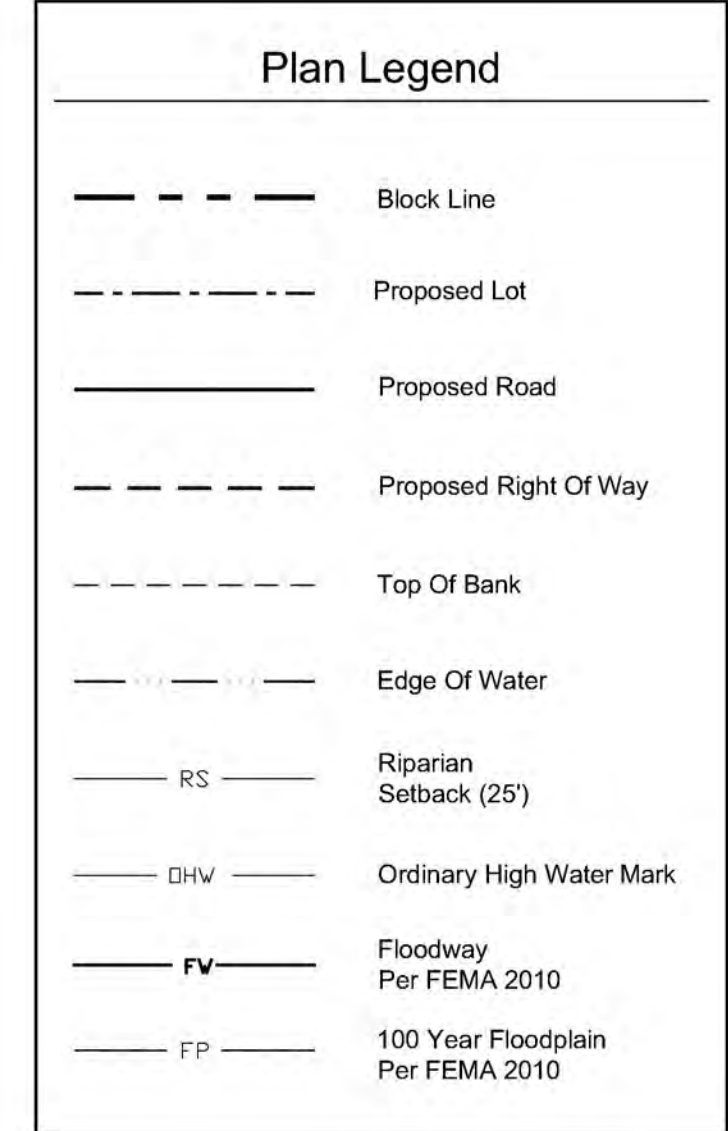 Plan Legend
Block Line
Proposed Lot
Proposed Road
Proposed Right Of Way
Top Of Bank
Edge Of Water
RS
Riparian
Setback (25')
OHW
Ordinary High Water Mark
FW
Floodway
Per FEMA 2010
FP
100 Year Floodplain
Per FEMA 2010